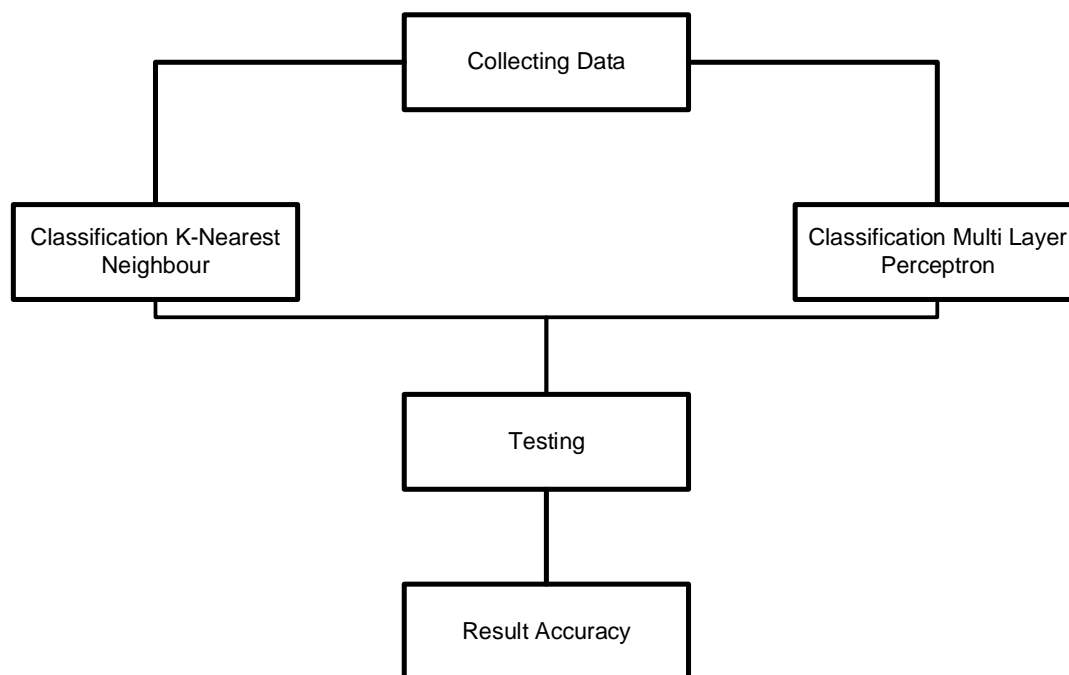 Collecting Data
Classification K-Nearest
Neighbour
Classification Multi Layer
Perceptron
Testing
Result Accuracy